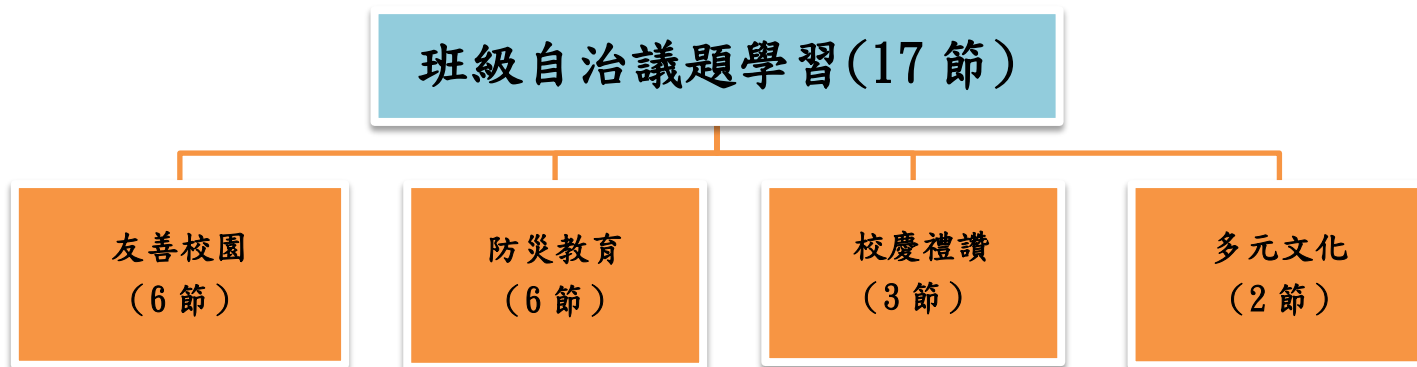 班級自治議題學習(17 節)
友善校園
(6 節)
防災教育
(6 節)
校慶禮讚
(3 節)
多元文化
(2 節)